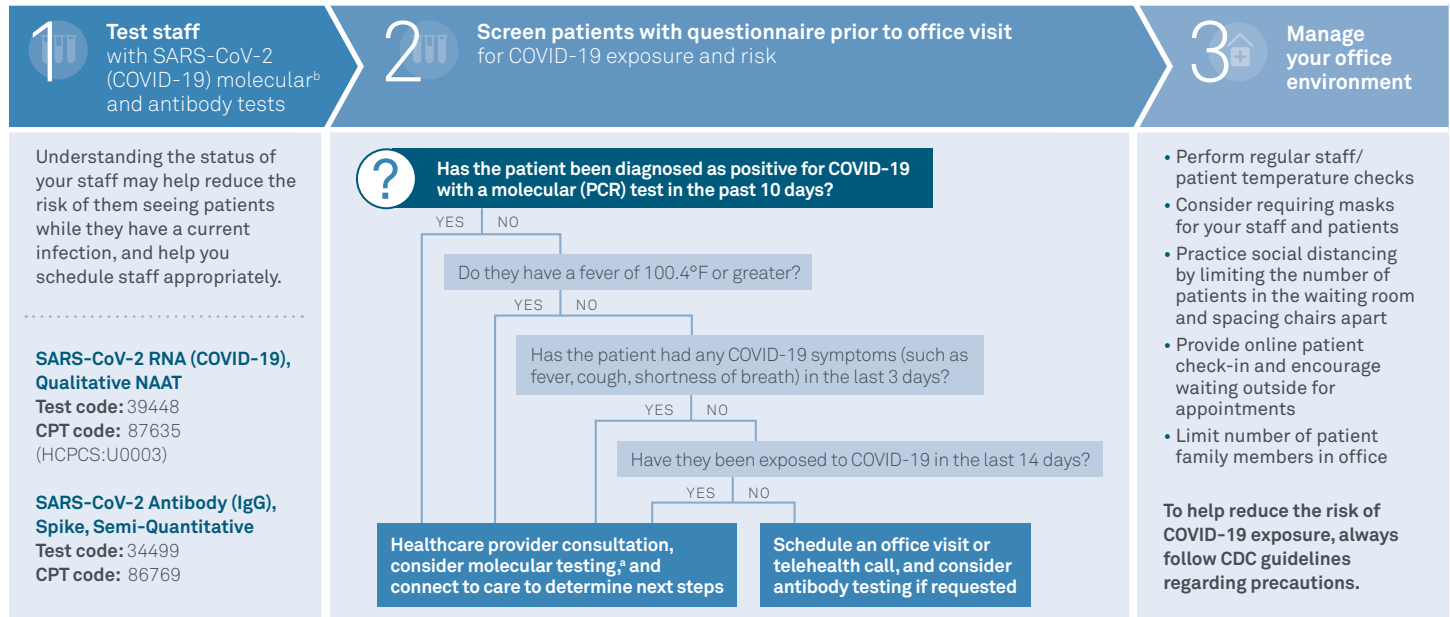 1
Test staff
with SARS-CoV-2
(COVID-19) molecularᵇ
and antibody tests
Understanding the status of
your staff may help reduce the
risk of them seeing patients
while they have a current
infection, and help you
schedule staff appropriately.
SARS-CoV-2 RNA (COVID-19),
Qualitative NAAT
Test code: 39448
CPT code: 87635
(HCPCS:U0003)
SARS-CoV-2 Antibody (IgG),
Spike, Semi-Quantitative
Test code: 34499
CPT code: 86769
2
Screen patients with questionnaire prior to office visit
for COVID-19 exposure and risk
?
Has the patient been diagnosed as positive for COVID-19
with a molecular (PCR) test in the past 10 days?
YES NO
Do they have a fever of 100.4°F or greater?
YES NO
Has the patient had any COVID-19 symptoms (such as
fever, cough, shortness of breath) in the last 3 days?
YES NO
Have they been exposed to COVID-19 in the last 14 days?
YES NO
Healthcare provider consultation,
consider molecular testing,ᵃ and
connect to care to determine next steps
Schedule an office visit or
telehealth call, and consider
antibody testing if requested
3
Manage
your office
environment
• Perform regular staff/
patient temperature checks
• Consider requiring masks
for your staff and patients
• Practice social distancing
by limiting the number of
patients in the waiting room
and spacing chairs apart
• Provide online patient
check-in and encourage
waiting outside for
appointments
• Limit number of patient
family members in office
To help reduce the risk of
COVID-19 exposure, always
follow CDC guidelines
regarding precautions.